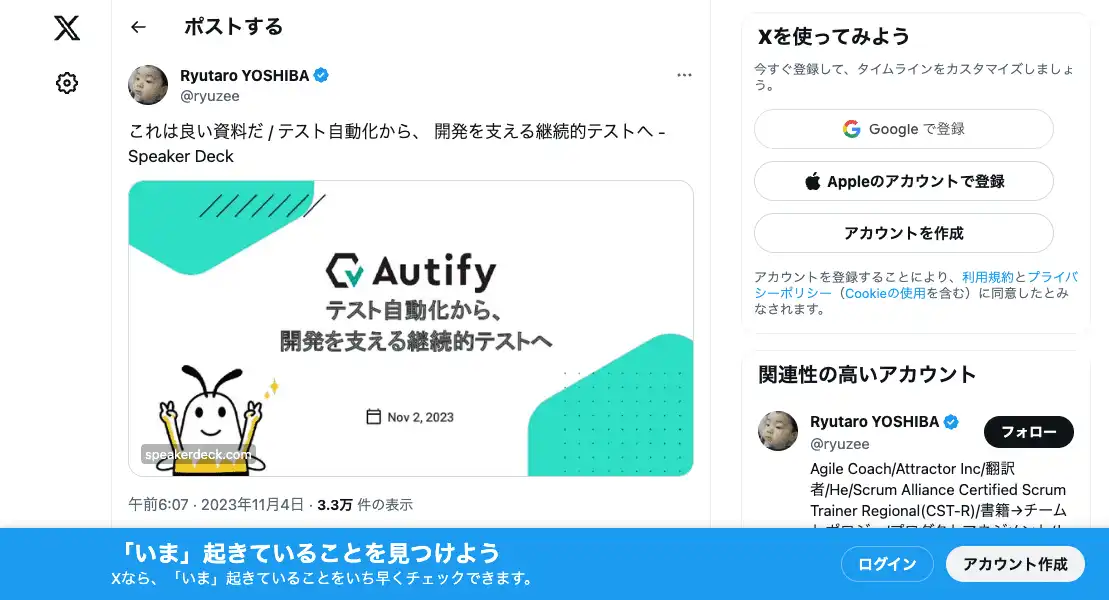 ポストする
Ryutaro YOSHIBA
@ryuzee
これは良い資料だ / テスト自動化から、 開発を支える継続的テストへ -
Speaker Deck
Autify
テスト自動化から、
開発を支える継続的テストへ
Nov 2, 2023
speakerdeck.com
午前6:07 · 2023年11月4日 · 3.3万 件の表示
Xを使ってみよう
今すぐ登録して、タイムラインをカスタマイズしましょ
う。
Google で登録
Appleのアカウントで登録
アカウントを作成
アカウントを登録することにより、利用規約とプライバ
シーポリシー（Cookieの使用を含む）に同意したとみ
なされます。
関連性の高いアカウント
Ryutaro YOSHIBA
@ryuzee
フォロー
Agile Coach/Attractor Inc/翻訳
者/He/Scrum Alliance Certified Scrum
Trainer Regional(CST-R)/書籍→チーム
「いま」起きていることを見つけよう
Xなら、「いま」起きていることをいち早くチェックできます。
ログイン
アカウント作成